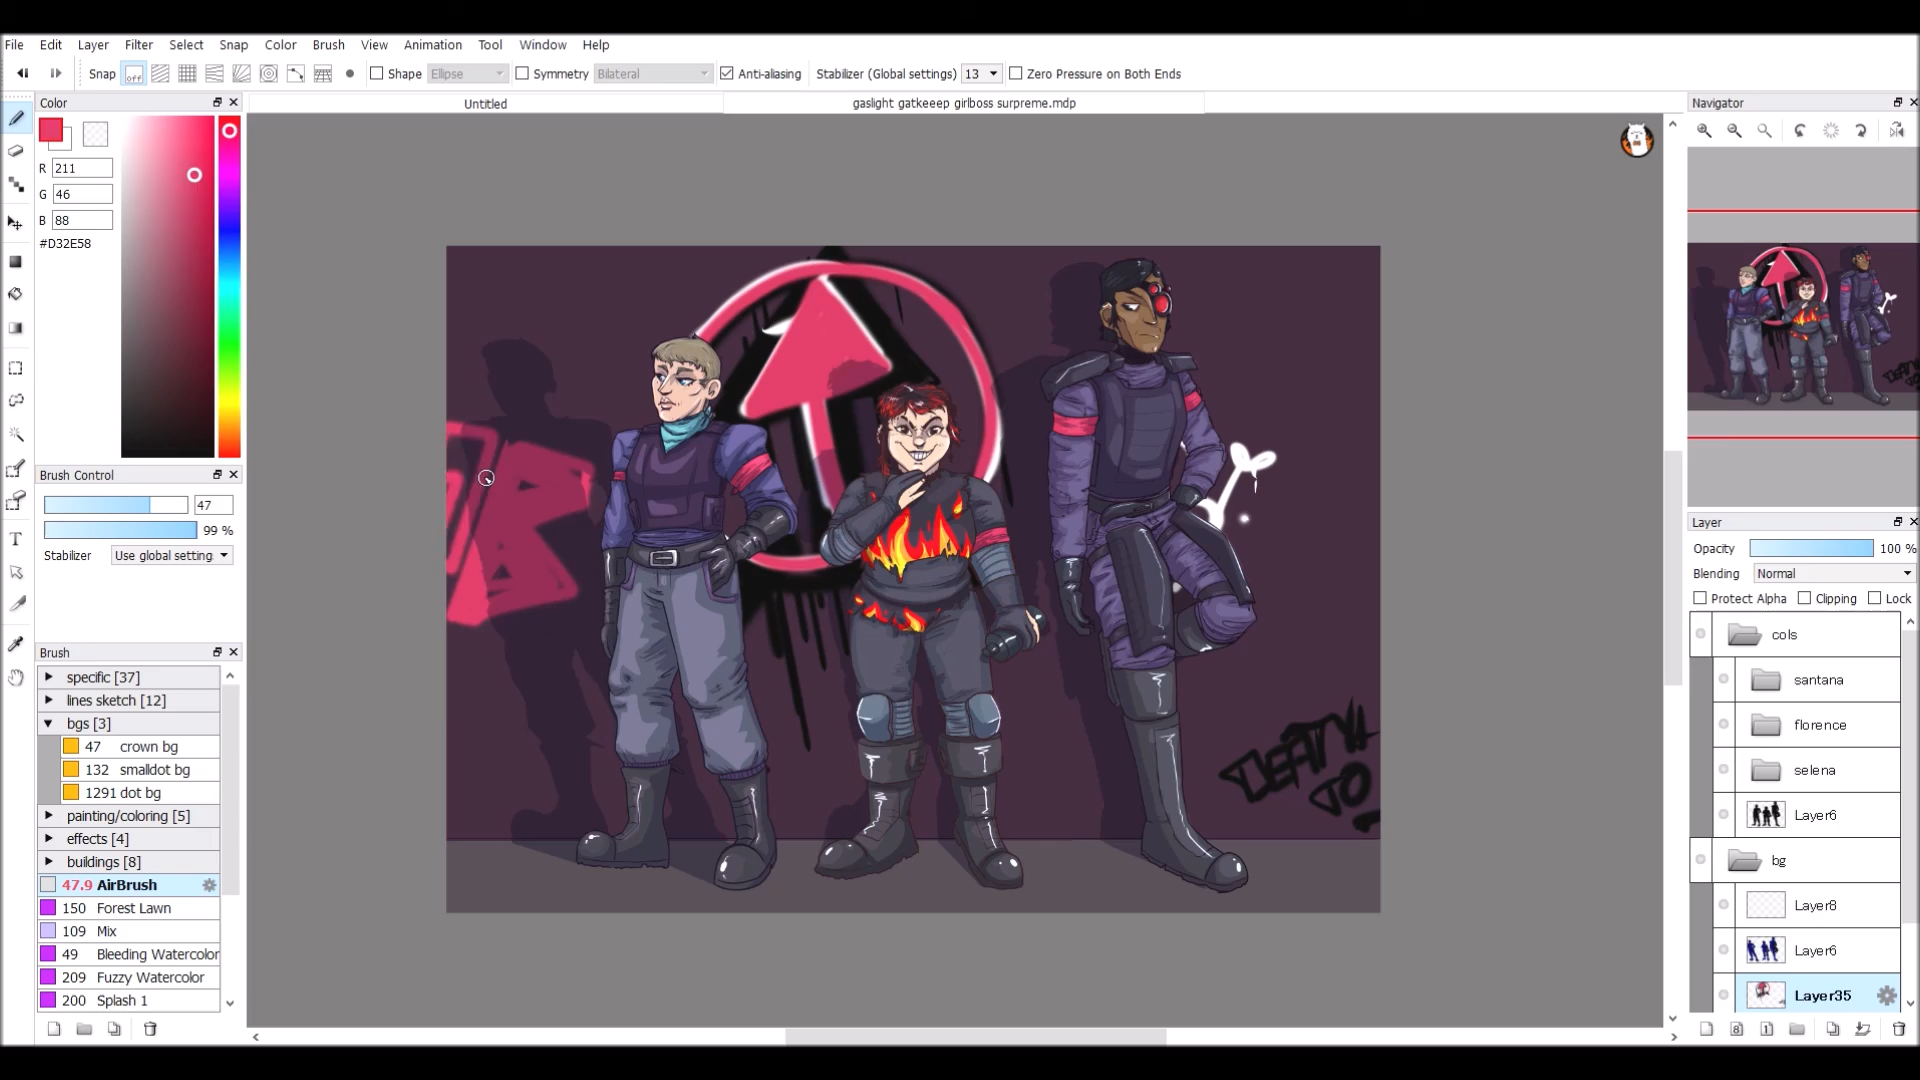 File Edit Layer Filter Select Snap Color Brush View Animation Tool Window Help
Snap off Shape Ellipse Symmetry Bilateral Anti-aliasing Stabilizer (Global settings) 13 Zero Pressure on Both Ends
Color
Untitled
gaslight gatkeeep girlboss surpreme.mdp
Navigator
R 211
G 46
B 88
#D32E58
Brush Control
47
99 %
Stabilizer Use global setting
Brush
specific [37]
lines sketch [12]
bgs [3]
47 crown bg
132 smalldot bg
1291 dot bg
painting/coloring [5]
effects [4]
buildings [8]
47.9 AirBrush
150 Forest Lawn
109 Mix
49 Bleeding Watercolor
209 Fuzzy Watercolor
200 Splash 1
DEATH
TO
Layer
Opacity 100 %
Blending Normal
Protect Alpha Clipping Lock
cols
santana
florence
selena
Layer6
bg
Layer8
Layer6
Layer35